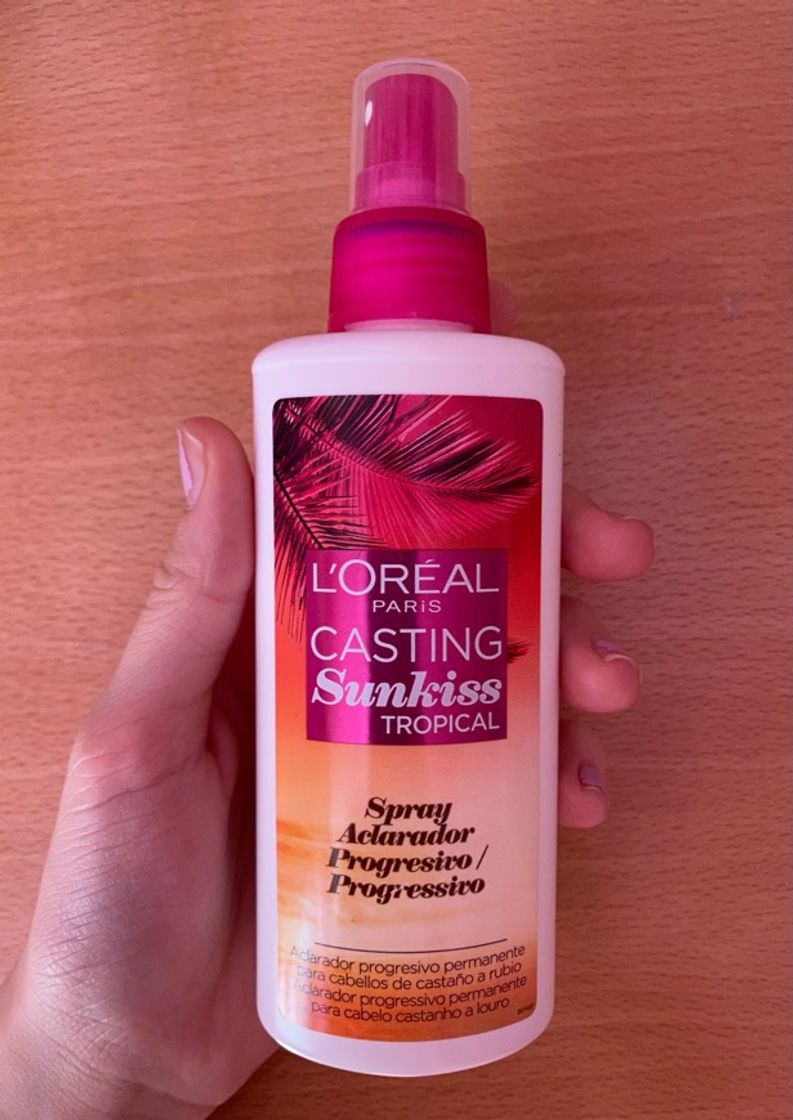 L'ORÉAL
PARiS
CASTING
Sunkiss
TROPICAL
Spray
Aclarador
Progresivo /
Progressivo
Aclarador progresivo permanente
para cabellos de castaño a rubio
Aclarador progressivo permanente
para cabelo castanho a louro